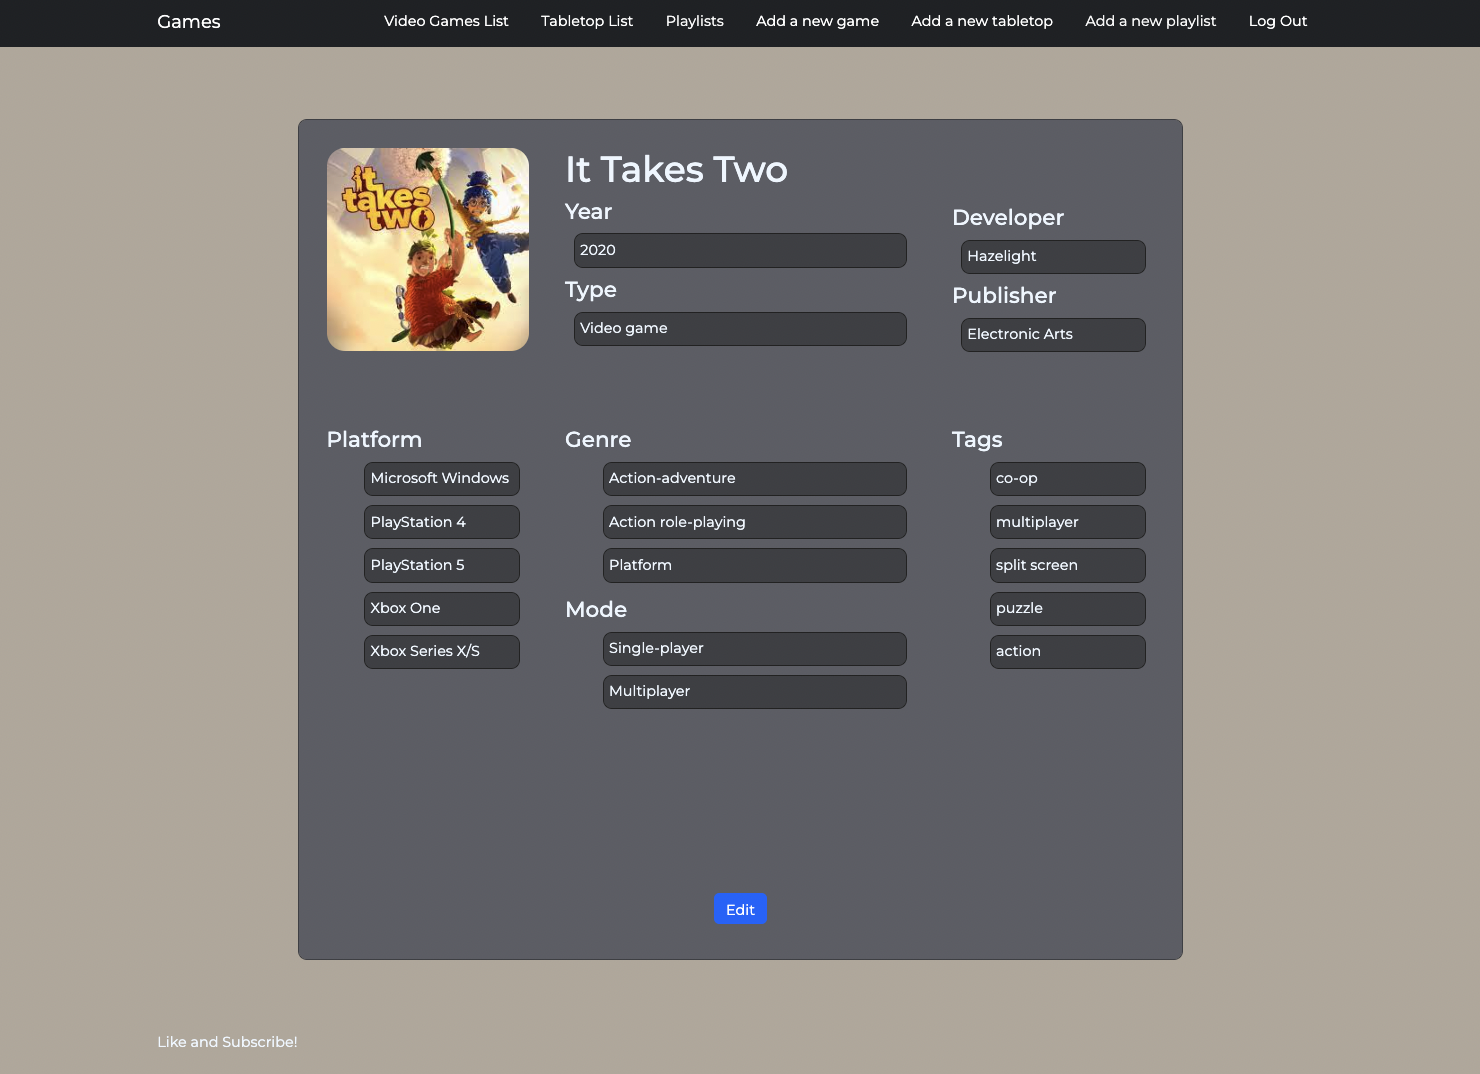 Games
Video Games List
Tabletop List
Playlists
Add a new game
Add a new tabletop
Add a new playlist
Log Out
it
takes
two
It Takes Two
Year
2020
Type
Video game
Developer
Hazelight
Publisher
Electronic Arts
Platform
Microsoft Windows
PlayStation 4
PlayStation 5
Xbox One
Xbox Series X/S
Genre
Action-adventure
Action role-playing
Platform
Mode
Single-player
Multiplayer
Tags
co-op
multiplayer
split screen
puzzle
action
Edit
Like and Subscribe!